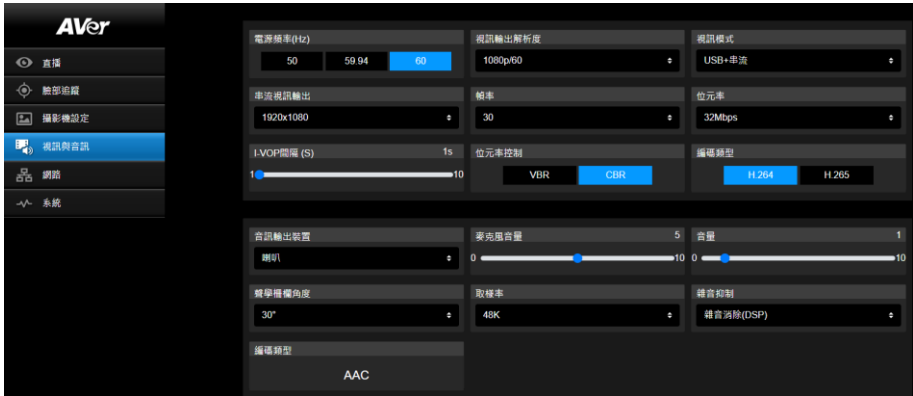 AVer
直播
臉部追蹤
攝影機設定
視訊與音訊
網路
系統
電源頻率(Hz)
50 59.94 60
視訊輸出解析度
1080p/60
視訊模式
USB+串流
串流視訊輸出
1920x1080
幀率
30
位元率
32Mbps
I-VOP間隔 (S) 1s
1 10
位元率控制
VBR CBR
編碼類型
H.264 H.265
音訊輸出裝置
喇叭
麥克風音量 5
0 10
音量 1
0 10
聲學柵欄角度
30°
取樣率
48K
雜音抑制
雜音消除(DSP)
編碼類型
AAC